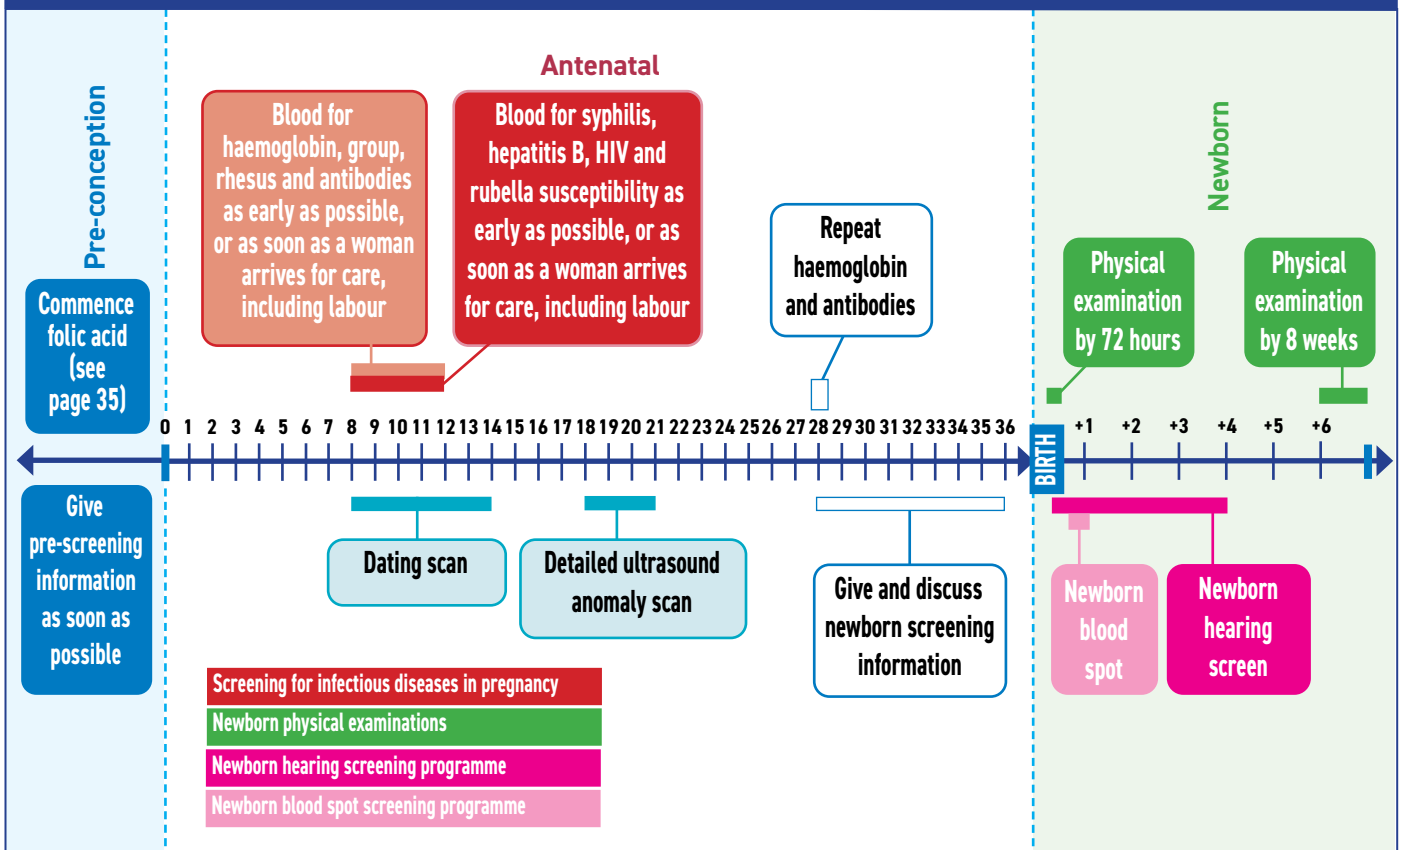 Antenatal
Pre-conception
Newborn
Blood for
haemoglobin, group,
rhesus and antibodies
as early as possible,
or as soon as a woman
arrives for care,
including labour
Blood for syphilis,
hepatitis B, HIV and
rubella susceptibility as
early as possible, or as
soon as a woman arrives
for care, including labour
Repeat
haemoglobin
and antibodies
Physical
examination
by 72 hours
Physical
examination
by 8 weeks
Commence
folic acid
(see
page 35)
0 1 2 3 4 5 6 7 8 9 10 11 12 13 14 15 16 17 18 19 20 21 22 23 24 25 26 27 28 29 30 31 32 33 34 35 36
BIRTH
+1 +2 +3 +4 +5 +6
Give
pre-screening
information
as soon as
possible
Dating scan
Detailed ultrasound
anomaly scan
Give and discuss
newborn screening
information
Newborn
blood
spot
Newborn
hearing
screen
Screening for infectious diseases in pregnancy
Newborn physical examinations
Newborn hearing screening programme
Newborn blood spot screening programme